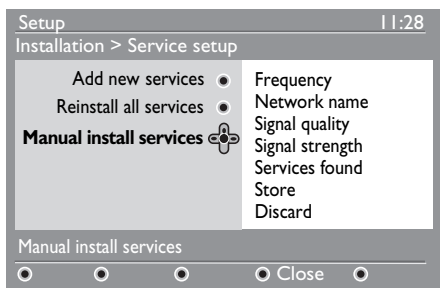 Setup 11:28
Installation > Service setup
Add new services
Reinstall all services
Manual install services
Frequency
Network name
Signal quality
Signal strength
Services found
Store
Discard
Manual install services
Close